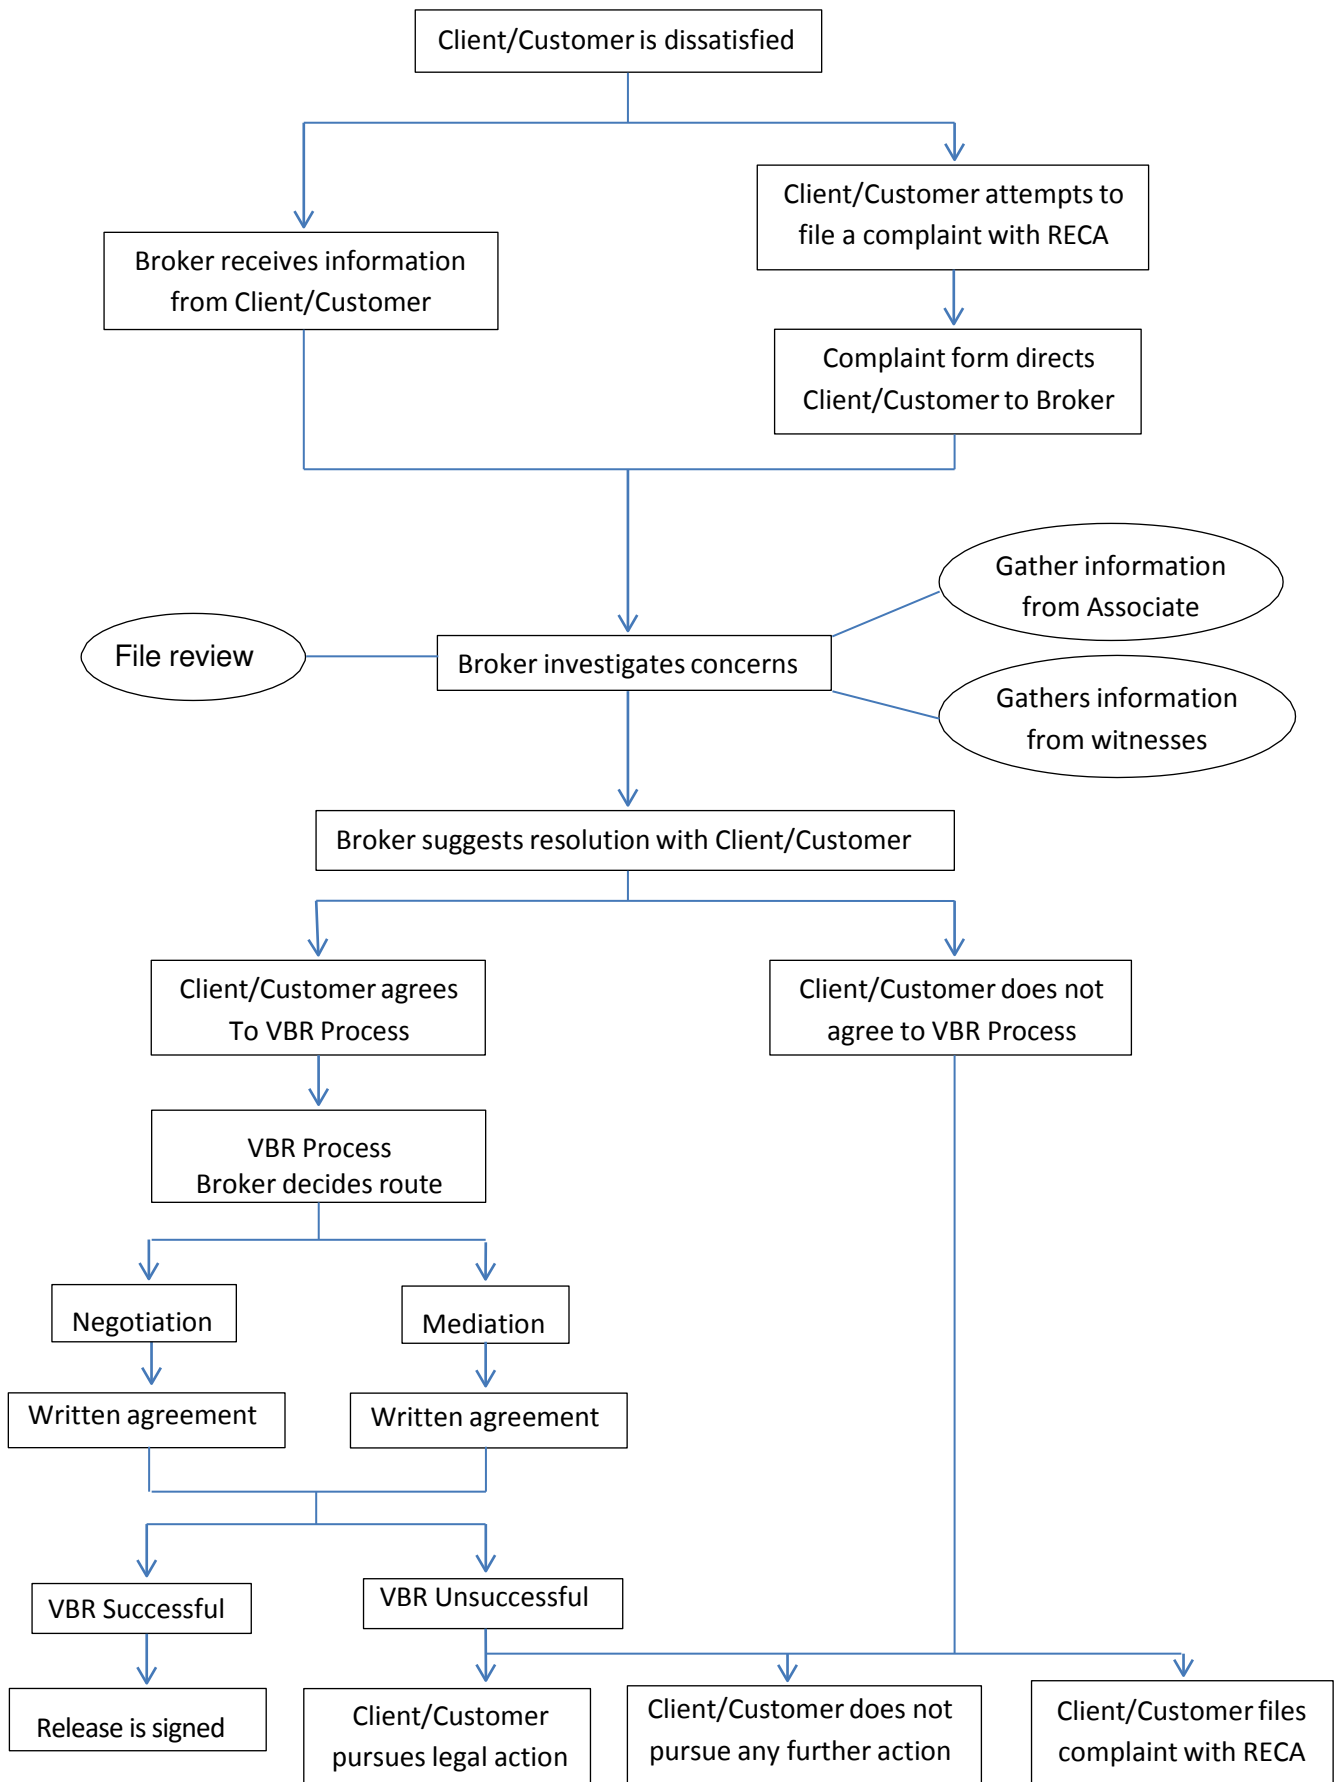 Client/Customer is dissatisfied
Client/Customer attempts to
file a complaint with RECA
Broker receives information
from Client/Customer
Complaint form directs
Client/Customer to Broker
Gather information
from Associate
File review
Broker investigates concerns
Gathers information
from witnesses
Broker suggests resolution with Client/Customer
Client/Customer agrees
To VBR Process
Client/Customer does not
agree to VBR Process
VBR Process
Broker decides route
Negotiation
Mediation
Written agreement
Written agreement
VBR Successful
VBR Unsuccessful
Release is signed
Client/Customer
pursues legal action
Client/Customer does not
pursue any further action
Client/Customer files
complaint with RECA